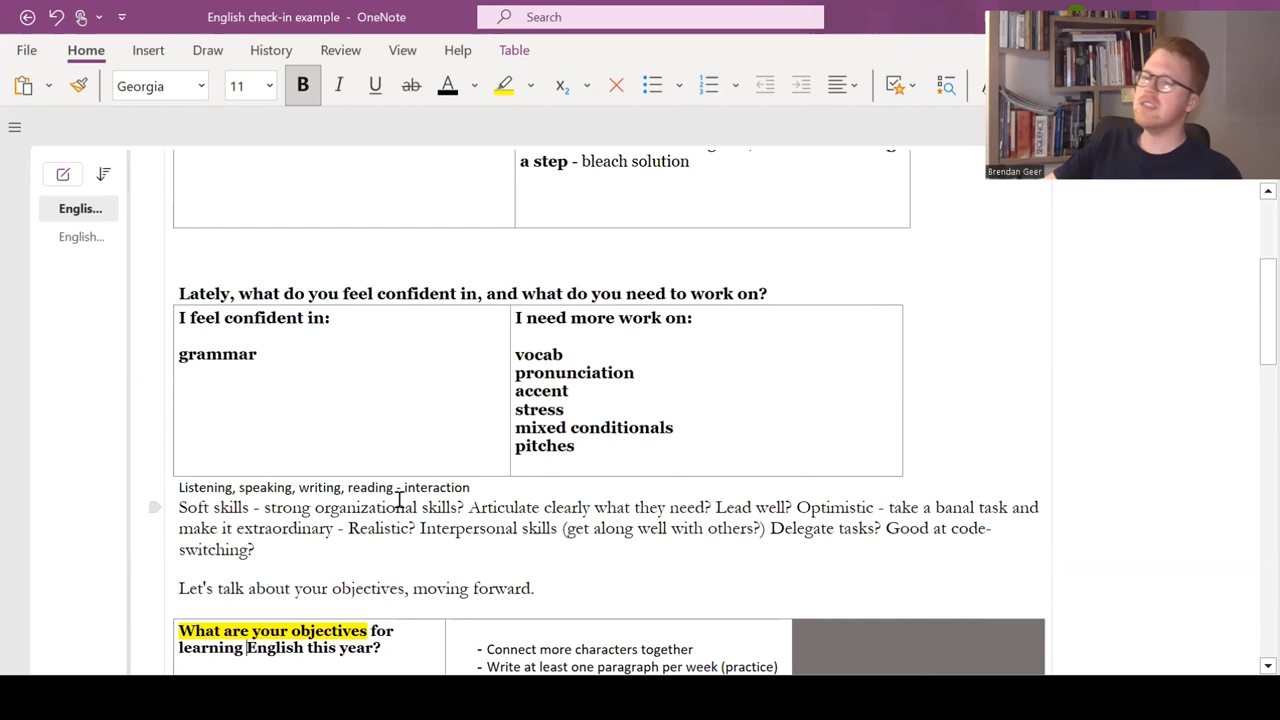 English check-in example - OneNote
Search
File Home Insert Draw History Review View Help Table
Georgia 11 B I U ab A X2
Brendan Geer
a step - bleach solution
Englis...
English...
Lately, what do you feel confident in, and what do you need to work on?
I feel confident in: I need more work on:
grammar vocab
pronunciation
accent
stress
mixed conditionals
pitches
Listening, speaking, writing, reading - interaction
Soft skills - strong organizational skills? Articulate clearly what they need? Lead well? Optimistic - take a banal task and
make it extraordinary - Realistic? Interpersonal skills (get along well with others?) Delegate tasks? Good at code-
switching?
Let's talk about your objectives, moving forward.
What are your objectives for
learning English this year?
- Connect more characters together
- Write at least one paragraph per week (practice)